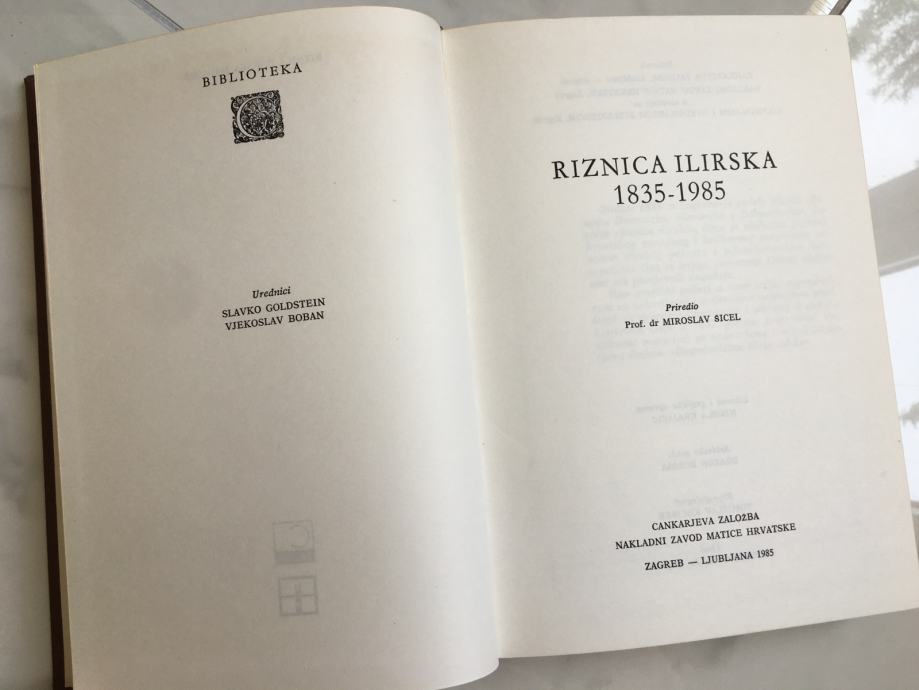 BIBLIOTEKA
Urednici
SLAVKO GOLDSTEIN
VJEKOSLAV BOBAN
RIZNICA ILIRSKA
1835-1985
Priredio
Prof. dr MIROSLAV ŠICEL
CANKARJEVA ZALOŽBA
NAKLADNI ZAVOD MATICE HRVATSKE
ZAGREB — LJUBLJANA 1985